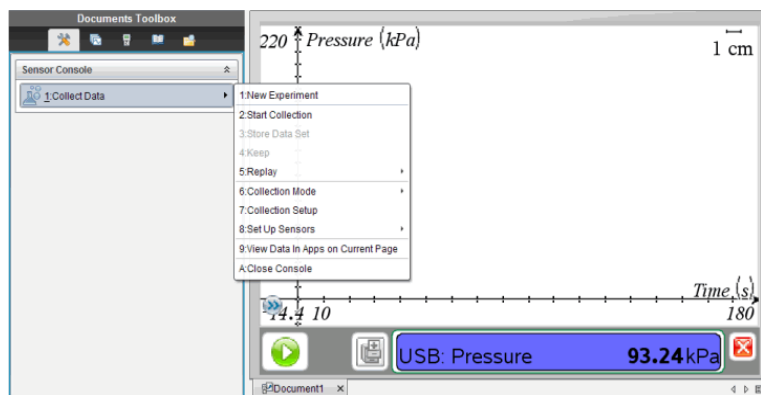 Documents Toolbox
Sensor Console
1:Collect Data
1:New Experiment
2:Start Collection
3:Store Data Set
4:Keep
5:Replay
6:Collection Mode
7:Collection Setup
8:Set Up Sensors
9:View Data In Apps on Current Page
A:Close Console
220 Pressure (kPa)
1 cm
Time (s)
-14.4 10 180
USB: Pressure 93.24kPa
Document1